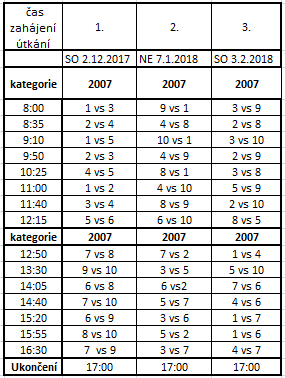 čas zahájení útkání 1. 2. 3.
SO 2.12.2017 NE 7.1.2018 SO 3.2.2018
kategorie 2007 2007 2007
8:00 1 vs 3 9 vs 1 3 vs 9
8:35 2 vs 4 4 vs 8 2 vs 8
9:10 1 vs 5 10 vs 1 3 vs 10
9:50 2 vs 3 4 vs 9 2 vs 9
10:25 4 vs 5 8 vs 1 3 vs 8
11:00 1 vs 2 4 vs 10 5 vs 9
11:40 3 vs 4 8 vs 9 2 vs 10
12:15 5 vs 6 6 vs 10 8 vs 5
kategorie 2007 2007 2007
12:50 7 vs 8 7 vs 2 1 vs 4
13:30 9 vs 10 3 vs 5 5 vs 10
14:05 6 vs 8 6 vs2 7 vs 6
14:40 7 vs 10 5 vs 7 4 vs 6
15:20 6 vs 9 3 vs 6 1 vs 7
15:55 8 vs 10 5 vs 2 1 vs 6
16:30 7 vs 9 3 vs 7 4 vs 7
Ukončení 17:00 17:00 17:00